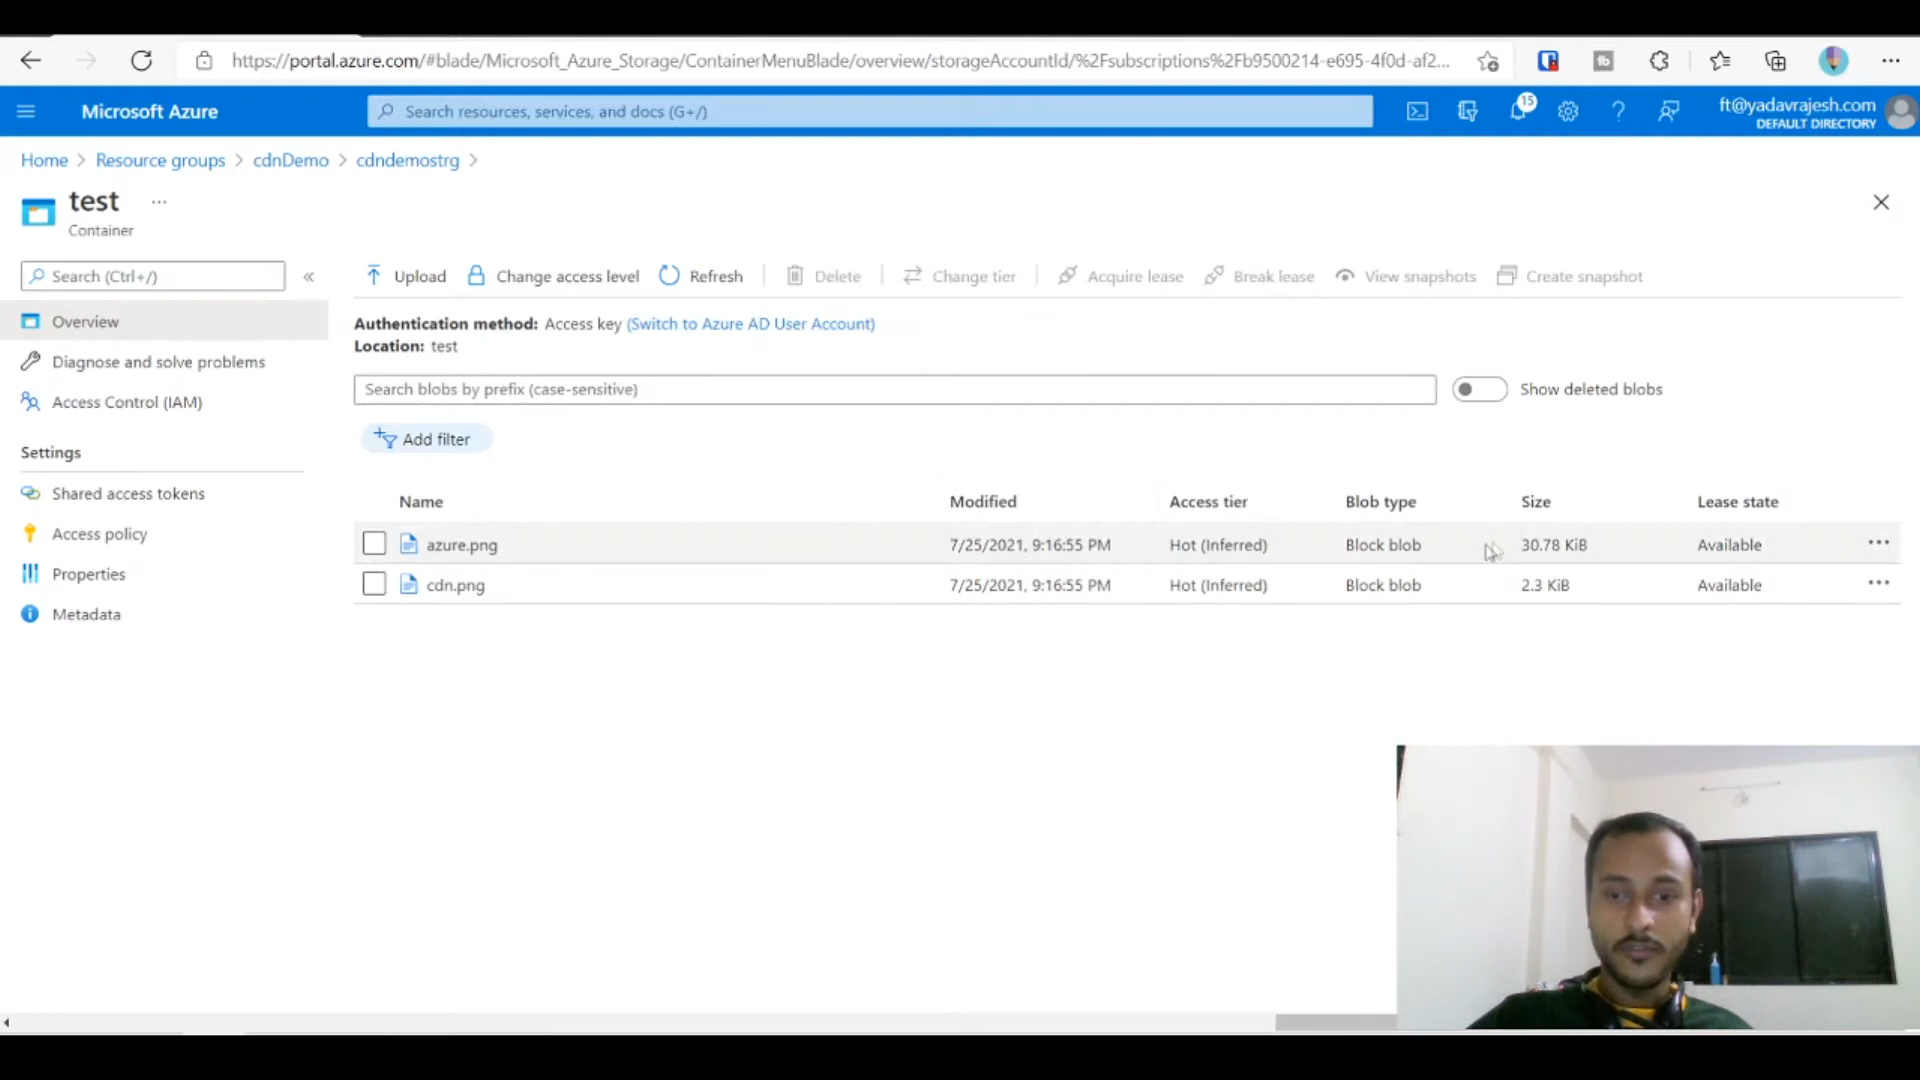 https://portal.azure.com/#blade/Microsoft_Azure_Storage/ContainerMenuBlade/overview/storageAccountId/%2Fsubscriptions%2Fb9500214-e695-4f0d-af2...
Microsoft Azure
Search resources, services, and docs (G+/)
15
ft@yadavrajesh.com
DEFAULT DIRECTORY
Home > Resource groups > cdnDemo > cdndemostrg >
test ...
Container
Search (Ctrl+/) «
Upload Change access level Refresh Delete Change tier Acquire lease Break lease View snapshots Create snapshot
Overview
Diagnose and solve problems
Access Control (IAM)
Settings
Shared access tokens
Access policy
Properties
Metadata
Authentication method: Access key (Switch to Azure AD User Account)
Location: test
Search blobs by prefix (case-sensitive)
Show deleted blobs
Add filter
Name Modified Access tier Blob type Size Lease state
azure.png 7/25/2021, 9:16:55 PM Hot (Inferred) Block blob 30.78 KiB Available ...
cdn.png 7/25/2021, 9:16:55 PM Hot (Inferred) Block blob 2.3 KiB Available ...